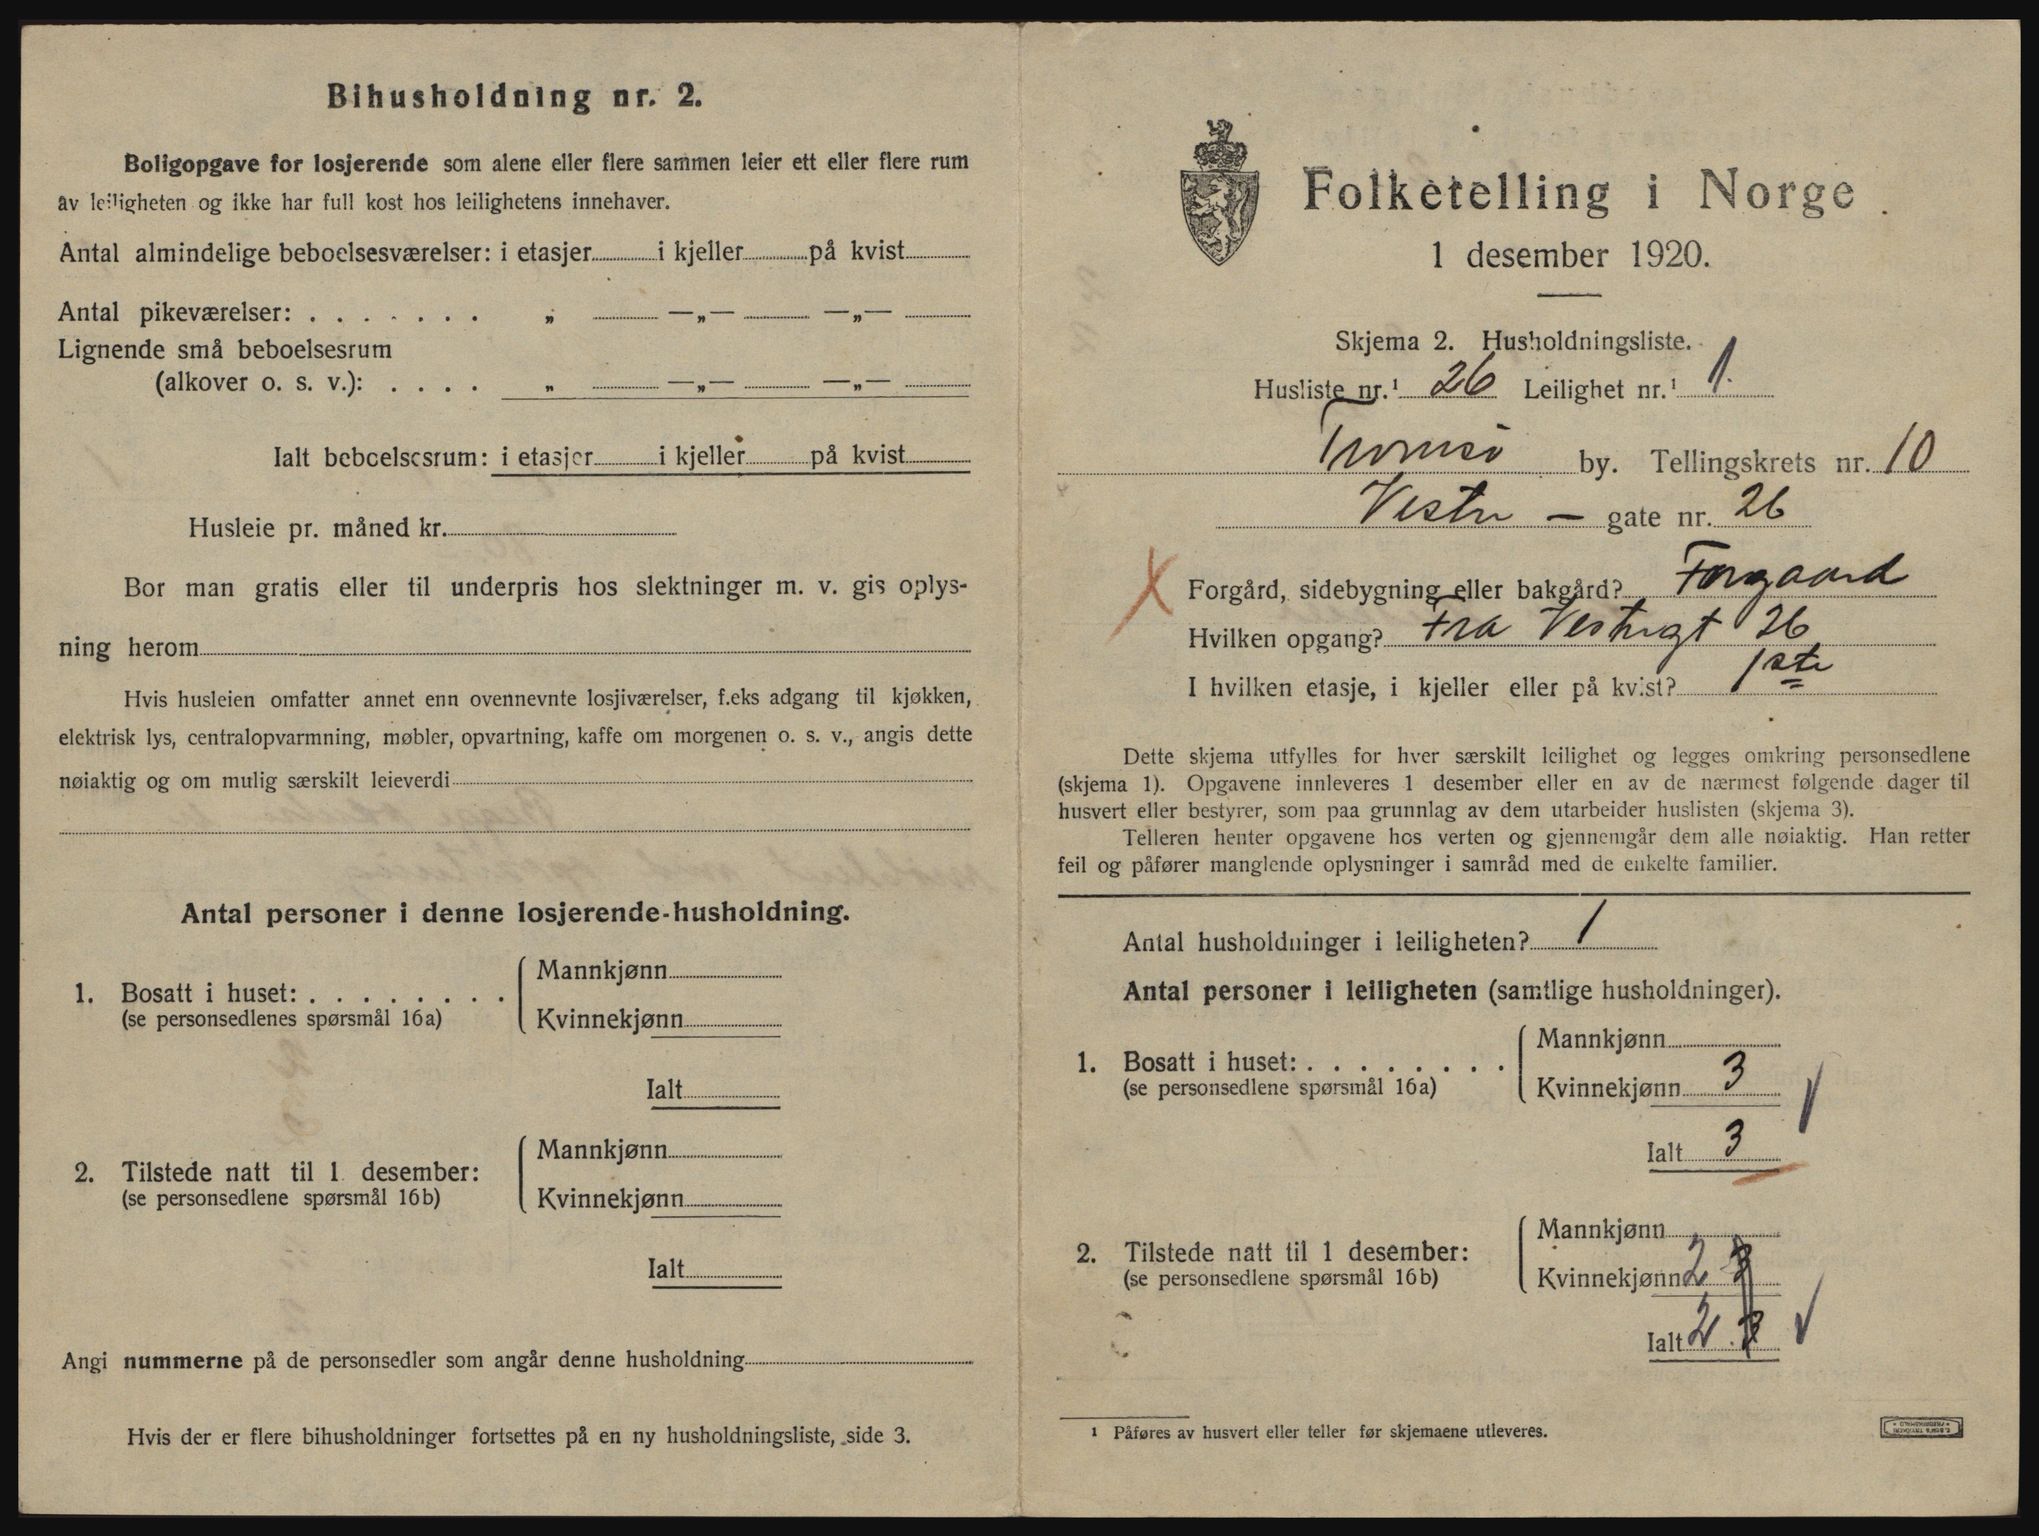 Bihusholdning nr. 2.
Boligopgave for losjerende som alene eller flere sammen leier ett eller flere rum
av leiligheten og ikke har full kost hos leilighetens innehaver.
Antal almindelige beboelsesværelser: i etasjer i kjeller på kvist
Antal pikeværelser: . . . . . . . „ —„— —„—
Lignende små beboelsesrum
(alkover o. s. v.): . . . . „ —„— —„—
Ialt beboelsesrum: i etasjer i kjeller på kvist
Husleie pr. måned kr.
Bor man gratis eller til underpris hos slektninger m. v. gis oplys-
ning herom
Hvis husleien omfatter annet enn ovennevnte losjiværelser, f.eks adgang til kjøkken,
elektrisk lys, centralopvarmning, møbler, opvartning, kaffe om morgenen o. s. v., angis dette
nøiaktig og om mulig særskilt leieverdi
Antal personer i denne losjerende-husholdning.
Mannkjønn
1. Bosatt i huset: . . . . . . . .
(se personsedlenes spørsmål 16a)
Kvinnekjønn
Ialt
Mannkjønn
2. Tilstede natt til 1 desember:
(se personsedlene spørsmål 16b)
Kvinnekjønn
Ialt
Angi nummerne på de personsedler som angår denne husholdning
Hvis der er flere bihusholdninger fortsettes på en ny husholdningsliste, side 3.
Folketelling i Norge
1 desember 1920.
Skjema 2. Husholdningsliste.
Husliste nr.¹ 26 Leilighet nr.¹ 1.
Tromsö by. Tellingskrets nr. 10
Vestre — gate nr. 26
X Forgård, sidebygning eller bakgård? Forgaard
Hvilken opgang? Fra Vestregt 26
I hvilken etasje, i kjeller eller på kvist? 1ste
Dette skjema utfylles for hver særskilt leilighet og legges omkring personsedlene
(skjema 1). Opgavene innleveres 1 desember eller en av de nærmest følgende dager til
husvert eller bestyrer, som paa grunnlag av dem utarbeider huslisten (skjema 3).
Telleren henter opgavene hos verten og gjennemgår dem alle nøiaktig. Han retter
feil og påfører manglende oplysninger i samråd med de enkelte familier.
Antal husholdninger i leiligheten? 1
Antal personer i leiligheten (samtlige husholdninger).
Mannkjønn
1. Bosatt i huset: . . . . . . . .
(se personsedlene spørsmål 16a)
Kvinnekjønn 3
Ialt 3
Mannkjønn
2. Tilstede natt til 1 desember:
(se personsedlene spørsmål 16b)
Kvinnekjønn 2 3
Ialt 2 3
¹ Påføres av husvert eller teller før skjemaene utleveres.